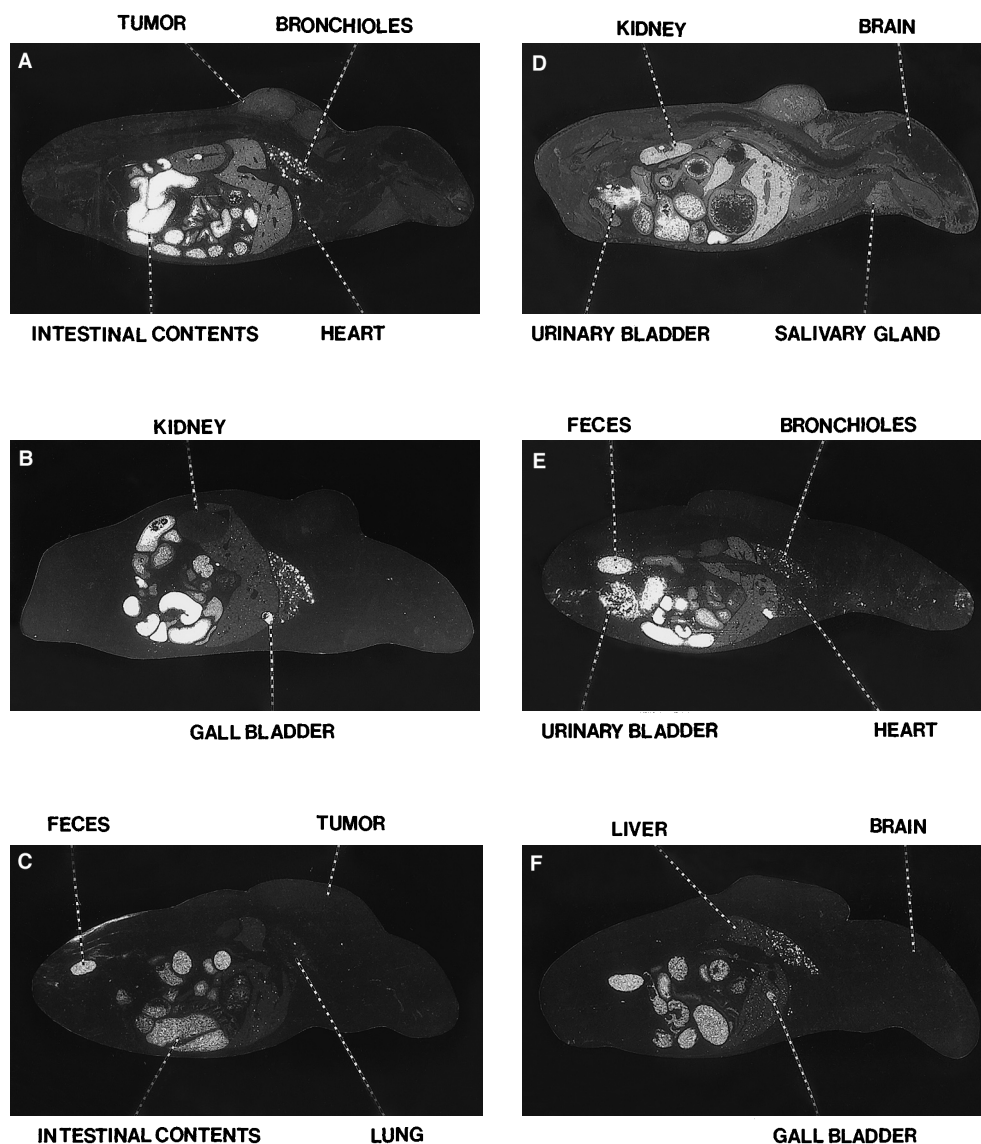 TUMOR BRONCHIOLES
A
INTESTINAL CONTENTS HEART
KIDNEY BRAIN
D
URINARY BLADDER SALIVARY GLAND
KIDNEY
B
GALL BLADDER
FECES BRONCHIOLES
E
URINARY BLADDER HEART
FECES TUMOR
C
INTESTINAL CONTENTS LUNG
LIVER BRAIN
F
GALL BLADDER